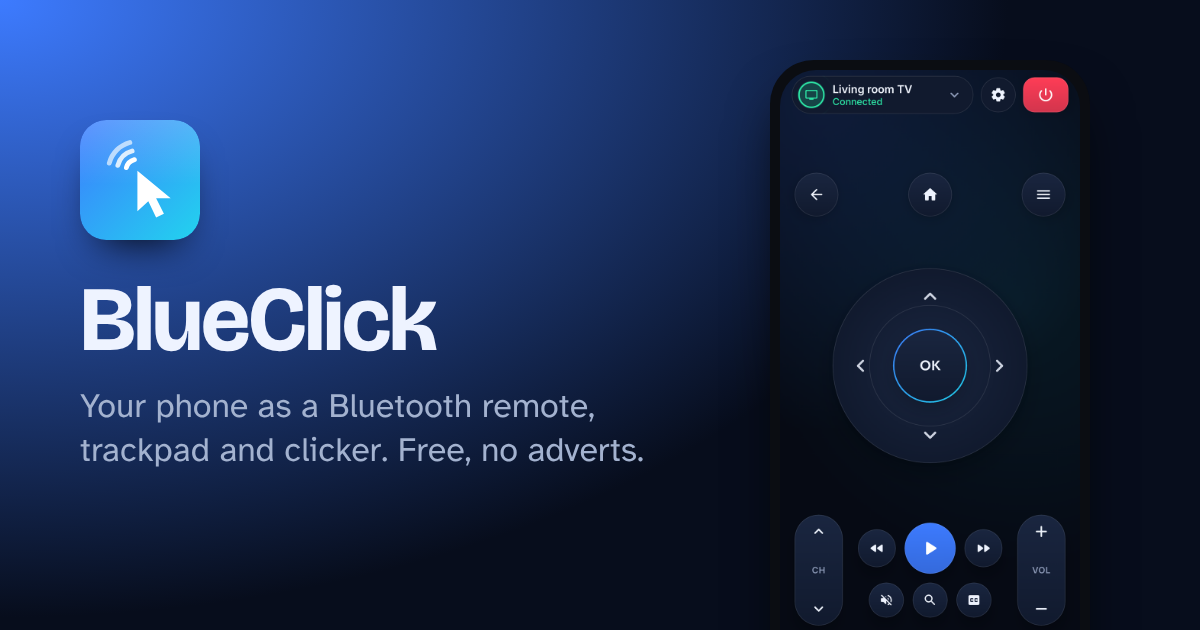 BlueClick
Your phone as a Bluetooth remote,
trackpad and clicker. Free, no adverts.
Living room TV
Connected
OK
CH
VOL
CC